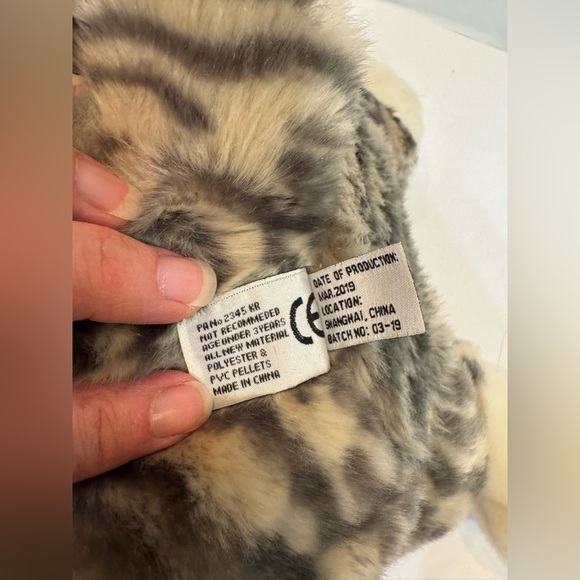 PA No. 2345 KR
NOT RECOMMEDED
AGE UNDER 3YEARS
ALL NEW MATERIAL
POLYESTER &
PVC PELLETS
MADE IN CHINA
CE
DATE OF PRODUCTION:
MAR.2019
LOCATION:
SHANGHAI, CHINA
BATCH NO: 03-19